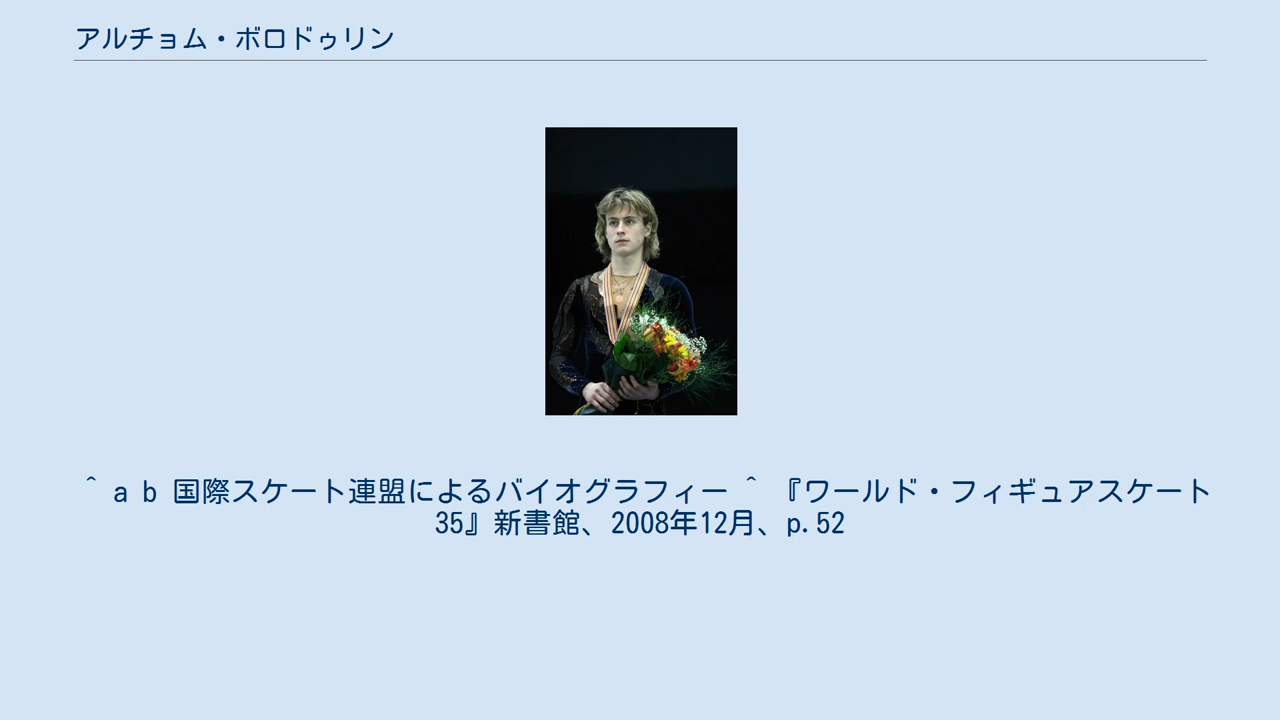 アルチョム・ボロドゥリン
^ a b 国際スケート連盟によるバイオグラフィー ^ 『ワールド・フィギュアスケート
35』新書館、2008年12月、p.52